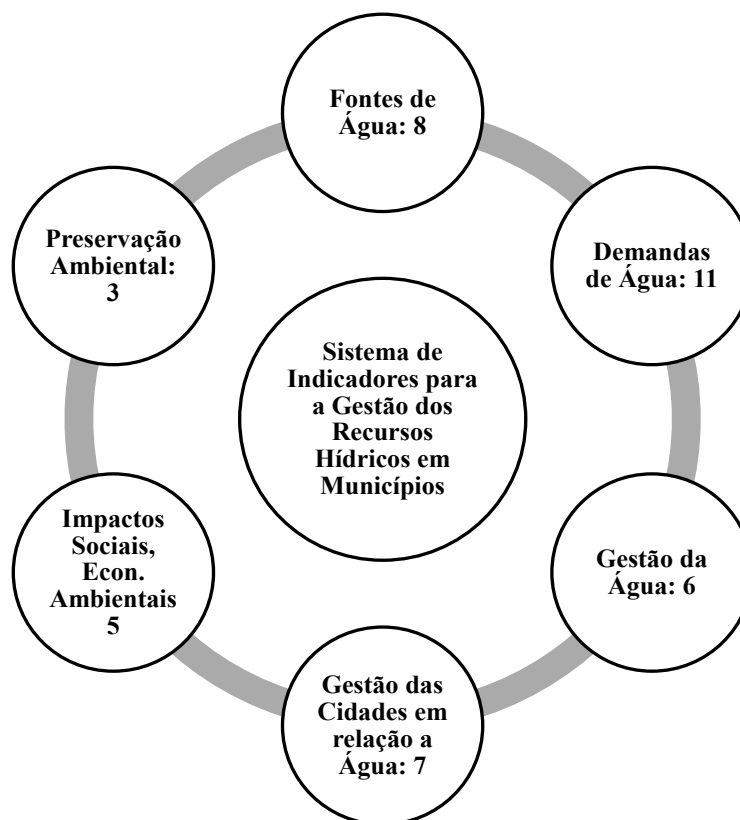 Fontes de
Água: 8
Demandas
de Água: 11
Gestão da
Água: 6
Gestão das
Cidades em
relação a
Água: 7
Impactos
Sociais,
Econ.
Ambientais
5
Preservação
Ambiental:
3
Sistema de
Indicadores para
a Gestão dos
Recursos
Hídricos em
Municípios